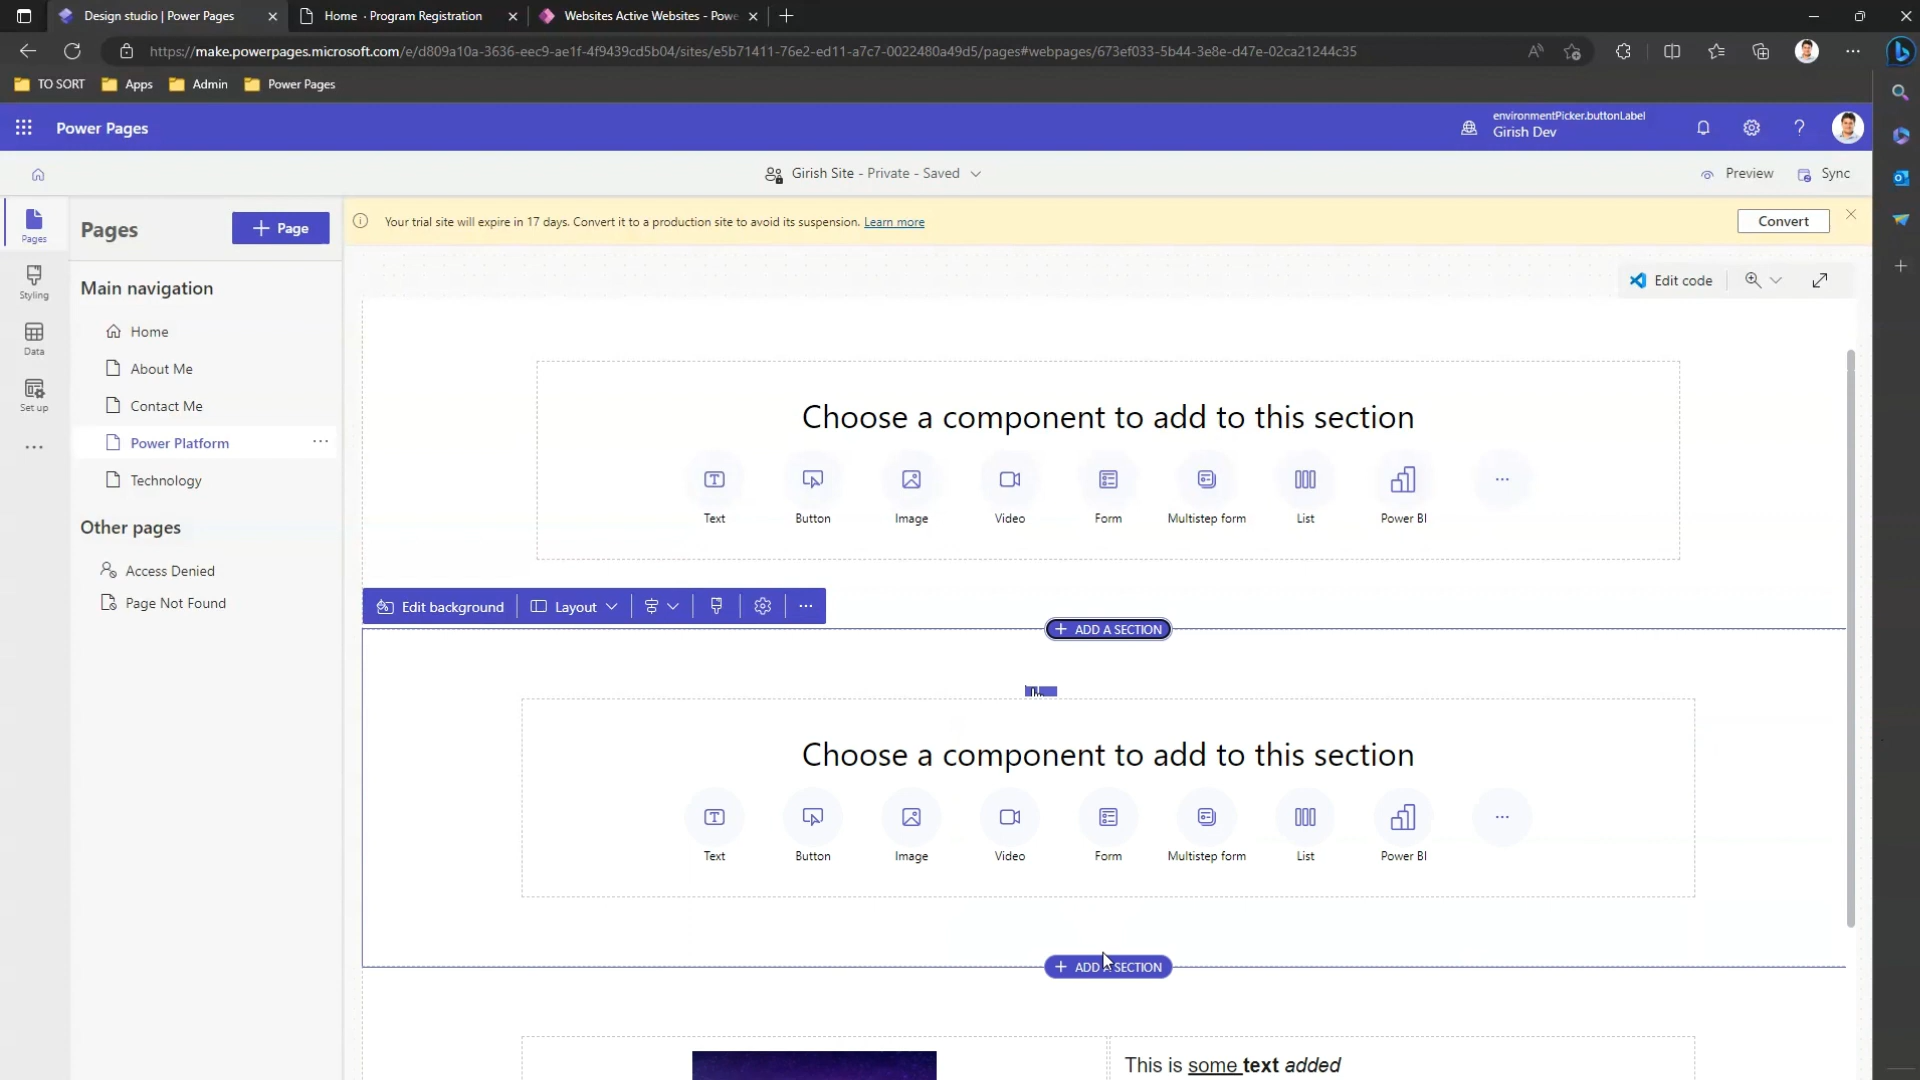 Design studio | Power Pages
Home · Program Registration
Websites Active Websites - Powe
https://make.powerpages.microsoft.com/e/d809a10a-3636-eec9-ae1f-4f9439cd5b04/sites/e5b71411-76e2-ed11-a7c7-0022480a49d5/pages#webpages/673ef033-5b44-3e8e-d47e-02ca21244c35
TO SORT
Apps
Admin
Power Pages
Power Pages
environmentPicker.buttonLabel
Girish Dev
Girish Site - Private - Saved
Preview
Sync
Pages
Styling
Data
Set up
Pages
+ Page
Main navigation
Home
About Me
Contact Me
Power Platform
Technology
Other pages
Access Denied
Page Not Found
Your trial site will expire in 17 days. Convert it to a production site to avoid its suspension. Learn more
Convert
Edit code
Choose a component to add to this section
Text
Button
Image
Video
Form
Multistep form
List
Power BI
Edit background
Layout
+ ADD A SECTION
Choose a component to add to this section
Text
Button
Image
Video
Form
Multistep form
List
Power BI
+ ADD A SECTION
This is some text added